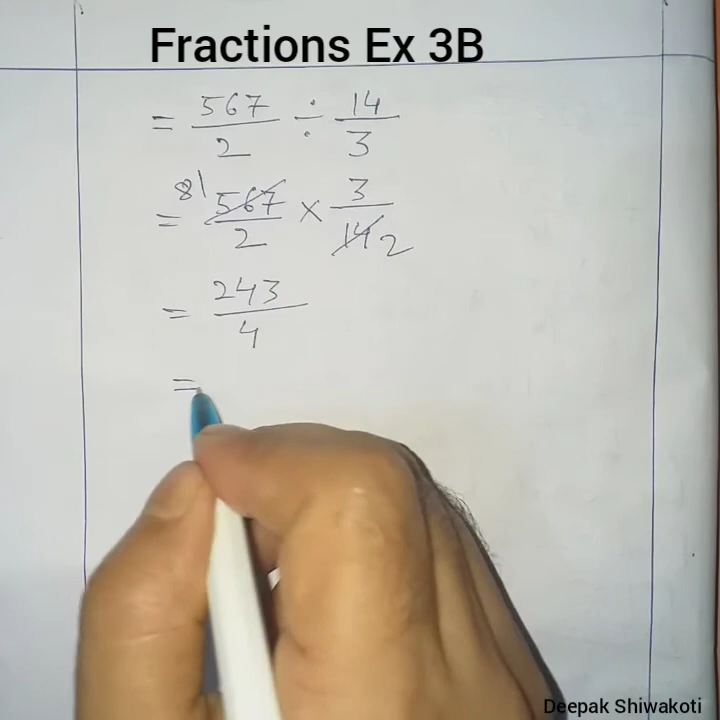 Fractions Ex 3B
= 567/2 ÷ 14/3
= 81 567/2 × 3/14 2
= 243/4
=
Deepak Shiwakoti